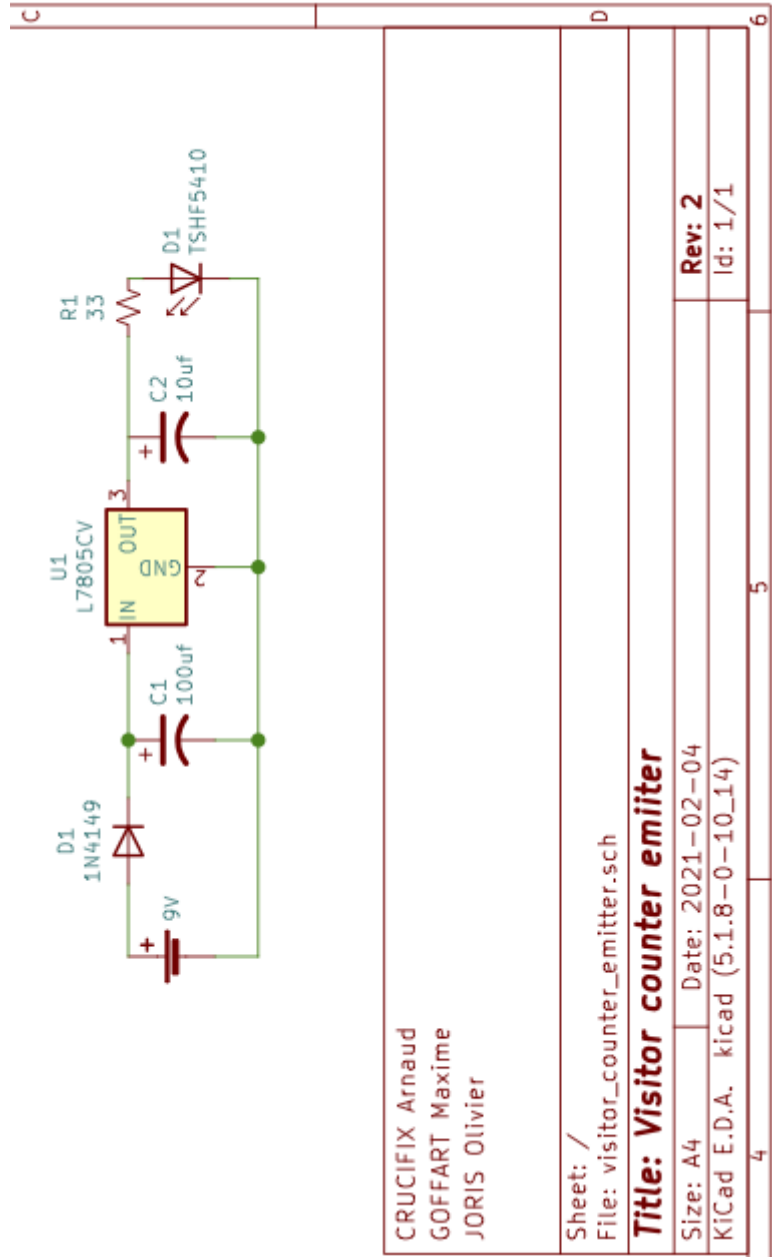 C
D
D1
1N4149
9V
+
+
C1
100uf
U1
L7805CV
1
IN
OUT
3
GND
2
+
C2
10uf
R1
33
D1
TSHF5410
CRUCIFIX Arnaud
GOFFART Maxime
JORIS Olivier
Sheet: /
File: visitor_counter_emitter.sch
Title: Visitor counter emiiter
Size: A4
Date: 2021-02-04
Rev: 2
KiCad E.D.A. kicad (5.1.8-0-10_14)
Id: 1/1
4
5
6